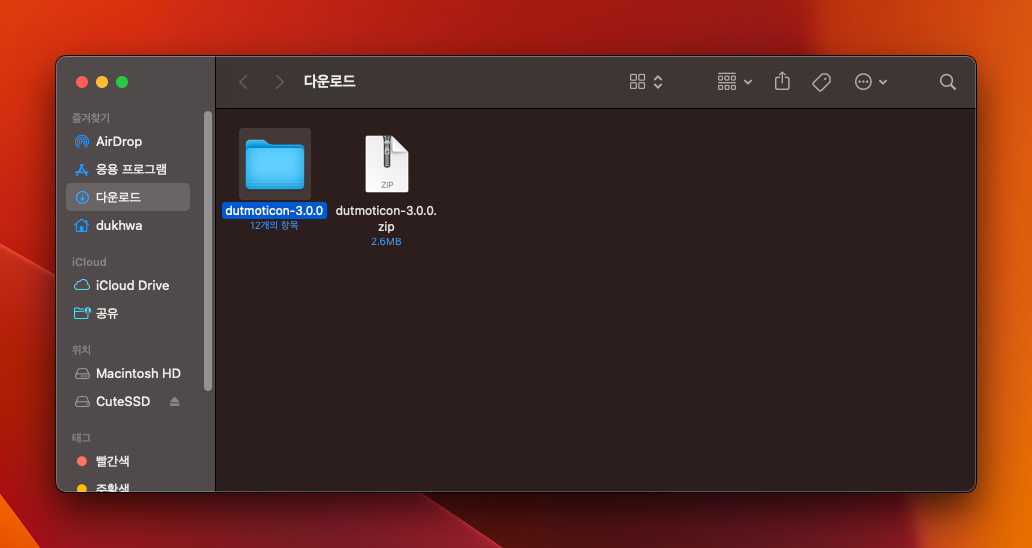 다운로드
즐겨찾기
AirDrop
응용 프로그램
다운로드
dukhwa
iCloud
iCloud Drive
공유
위치
Macintosh HD
CuteSSD
태그
빨간색
주황색
dutmoticon-3.0.0
12개의 항목
ZIP
dutmoticon-3.0.0.
zip
2.6MB